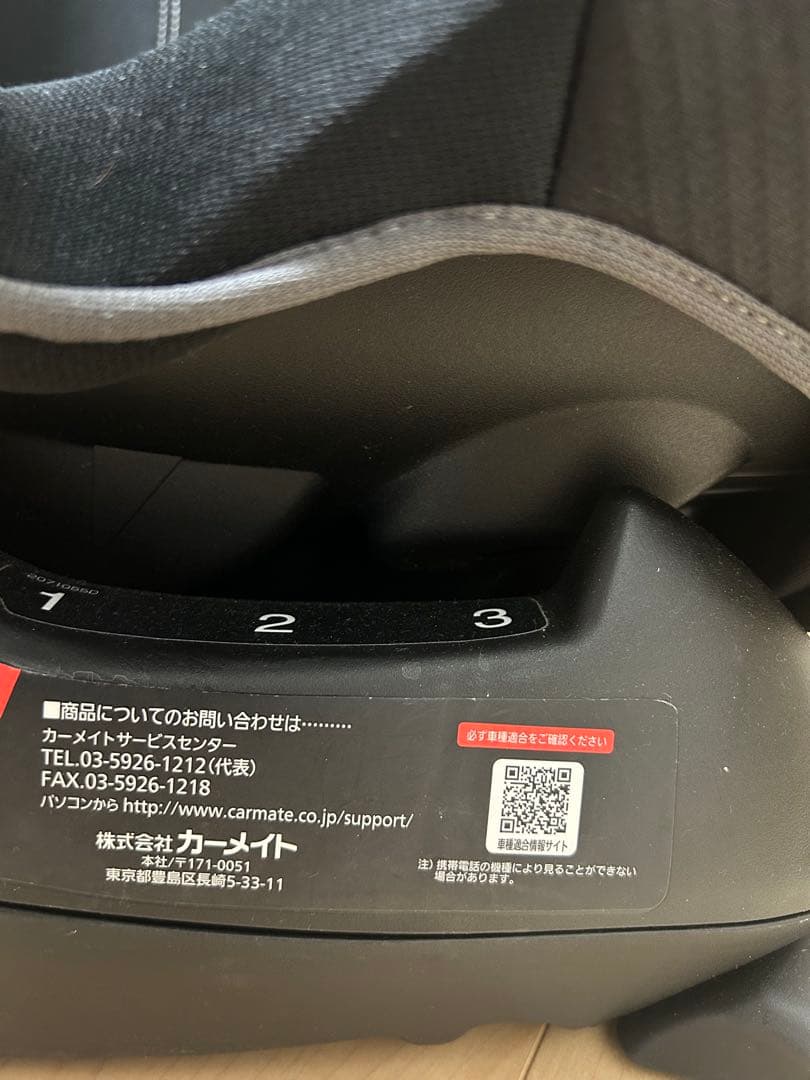 2071055D
1
2
3
■商品についてのお問い合わせは………
カーメイトサービスセンター
TEL.03-5926-1212(代表)
FAX.03-5926-1218
パソコンから http://www.carmate.co.jp/support/
株式会社 カーメイト
本社/〒171-0051
東京都豊島区長崎5-33-11
必ず車種適合をご確認ください
車種適合情報サイト
注）携帯電話の機種により見ることができない
場合があります。